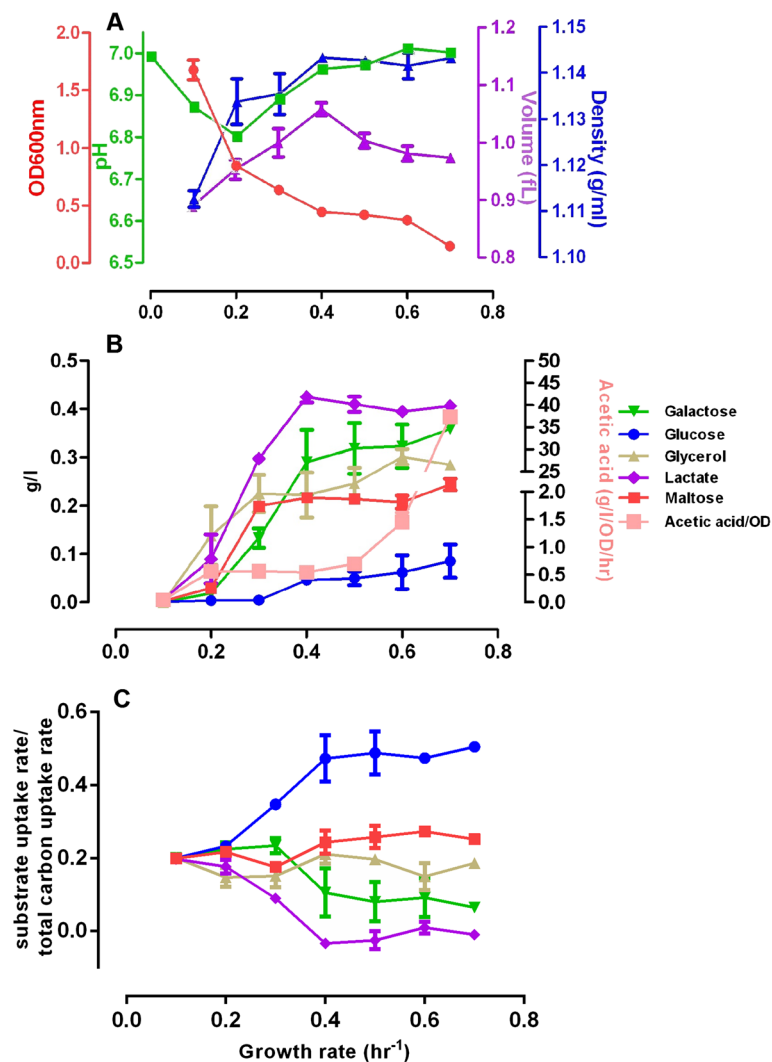 A
OD600nm
2.0
1.5
1.0
0.5
0.0
pH
7.0
6.9
6.8
6.7
6.6
6.5
Volume (fL)
1.2
1.1
1.0
0.9
0.8
Density (g/ml)
1.15
1.14
1.13
1.12
1.11
1.10
0.0 0.2 0.4 0.6 0.8
B
g/l
0.5
0.4
0.3
0.2
0.1
0.0
50
45
40
35
30
25
2.0
1.5
1.0
0.5
0.0
Acetic acid (g/l/OD/hr)
Galactose
Glucose
Glycerol
Lactate
Maltose
Acetic acid/OD
0.0 0.2 0.4 0.6 0.8
C
substrate uptake rate/
total carbon uptake rate
0.6
0.4
0.2
0.0
0.0 0.2 0.4 0.6 0.8
Growth rate (hr⁻¹)